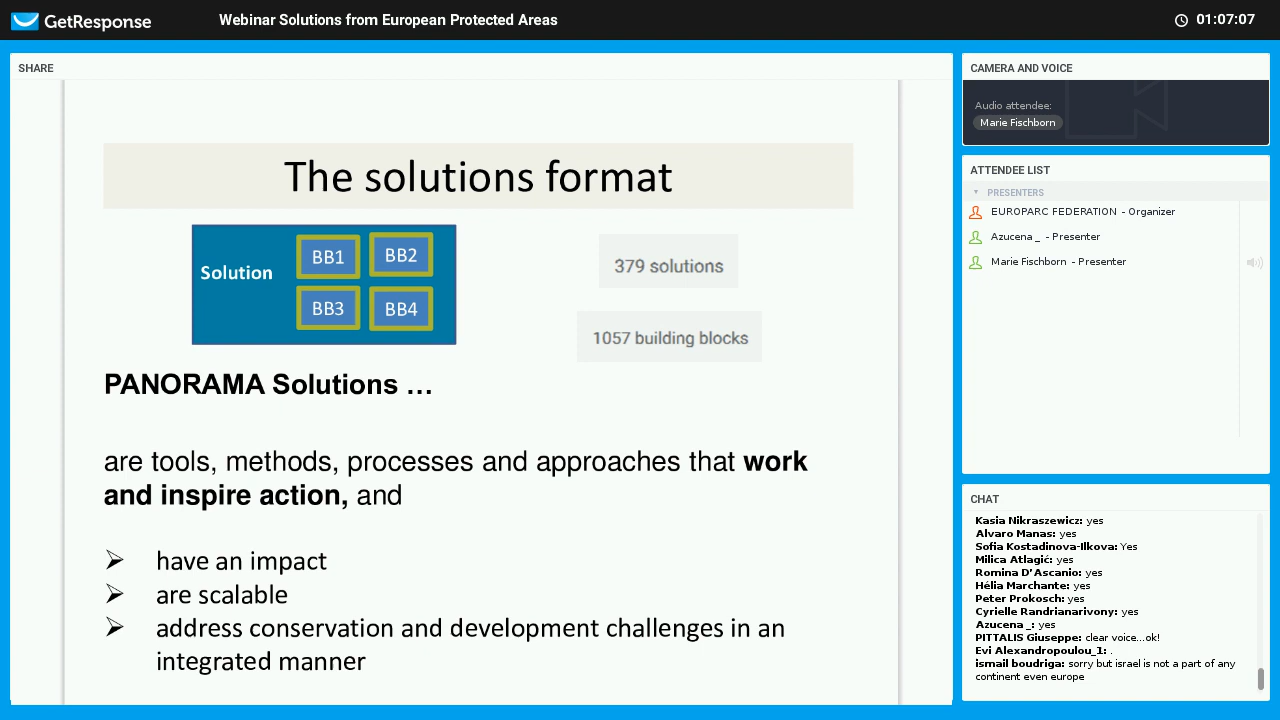 GetResponse
Webinar Solutions from European Protected Areas
01:07:07
SHARE
The solutions format
Solution
BB1
BB2
BB3
BB4
379 solutions
1057 building blocks
PANORAMA Solutions …
are tools, methods, processes and approaches that work
and inspire action, and
have an impact
are scalable
address conservation and development challenges in an
integrated manner
CAMERA AND VOICE
Audio attendee:
Marie Fischborn
ATTENDEE LIST
PRESENTERS
EUROPARC FEDERATION - Organizer
Azucena _ - Presenter
Marie Fischborn - Presenter
CHAT
Kasia Nikraszewicz: yes
Alvaro Manas: yes
Sofia Kostadinova-Ilkova: Yes
Milica Atlagić: yes
Romina D'Ascanio: yes
Hélia Marchante: yes
Peter Prokosch: yes
Cyrielle Randrianarivony: yes
Azucena _: yes
PITTALIS Giuseppe: clear voice...ok!
Evi Alexandropoulou_1: .
ismail boudriga: sorry but israel is not a part of any
continent even europe